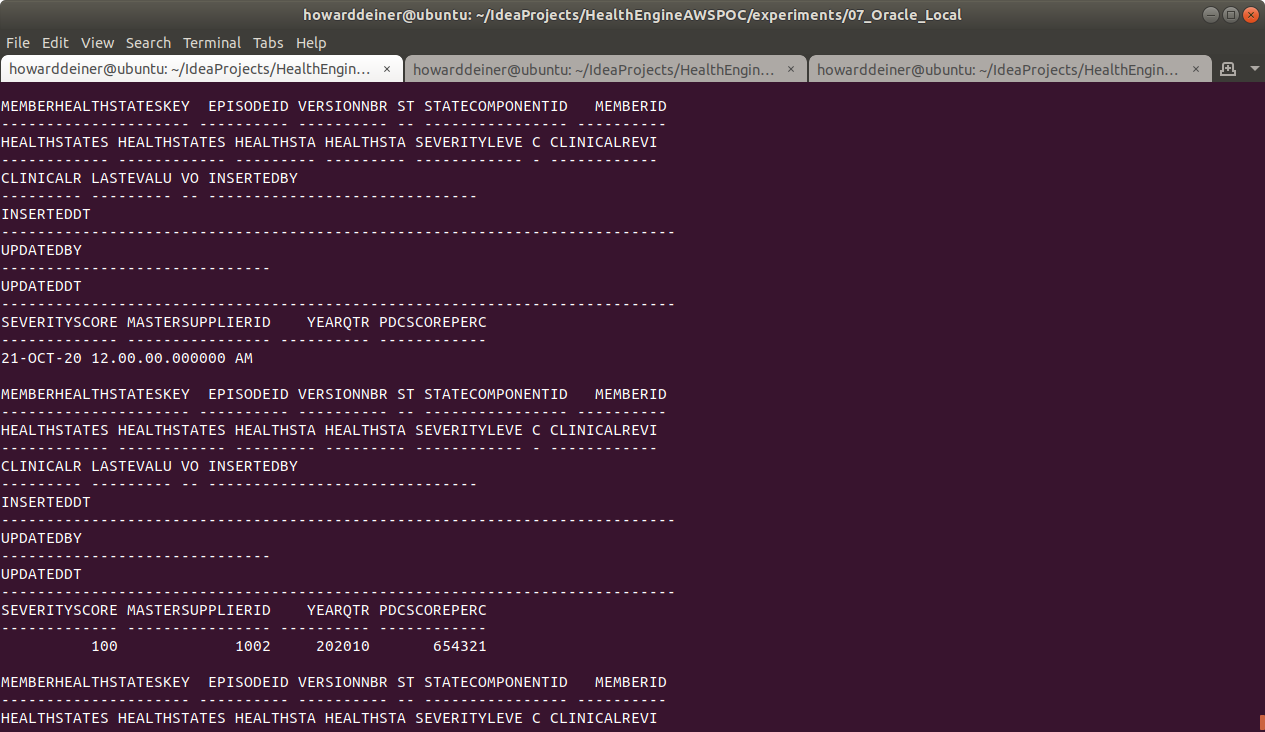 howarddeiner@ubuntu: ~/IdeaProjects/HealthEngineAWSPOC/experiments/07_Oracle_Local
File Edit View Search Terminal Tabs Help
howarddeiner@ubuntu: ~/IdeaProjects/HealthEngin... × howarddeiner@ubuntu: ~/IdeaProjects/HealthEngin... × howarddeiner@ubuntu: ~/IdeaProjects/HealthEngin... ×
MEMBERHEALTHSTATESKEY  EPISODEID VERSIONNBR ST STATECOMPONENTID   MEMBERID
--------------------- ---------- ---------- -- ---------------- ----------
HEALTHSTATES HEALTHSTATES HEALTHSTA HEALTHSTA SEVERITYLEVE C CLINICALREVI
------------ ------------ --------- --------- ------------ - ------------
CLINICALR LASTEVALU VO INSERTEDBY
--------- --------- -- ------------------------------
INSERTEDDT
---------------------------------------------------------------------------
UPDATEDBY
------------------------------
UPDATEDDT
---------------------------------------------------------------------------
SEVERITYSCORE MASTERSUPPLIERID    YEARQTR PDCSCOREPERC
------------- ---------------- ---------- ------------
21-OCT-20 12.00.00.000000 AM
MEMBERHEALTHSTATESKEY  EPISODEID VERSIONNBR ST STATECOMPONENTID   MEMBERID
--------------------- ---------- ---------- -- ---------------- ----------
HEALTHSTATES HEALTHSTATES HEALTHSTA HEALTHSTA SEVERITYLEVE C CLINICALREVI
------------ ------------ --------- --------- ------------ - ------------
CLINICALR LASTEVALU VO INSERTEDBY
--------- --------- -- ------------------------------
INSERTEDDT
---------------------------------------------------------------------------
UPDATEDBY
------------------------------
UPDATEDDT
---------------------------------------------------------------------------
SEVERITYSCORE MASTERSUPPLIERID    YEARQTR PDCSCOREPERC
------------- ---------------- ---------- ------------
          100             1002     202010       654321
MEMBERHEALTHSTATESKEY  EPISODEID VERSIONNBR ST STATECOMPONENTID   MEMBERID
--------------------- ---------- ---------- -- ---------------- ----------
HEALTHSTATES HEALTHSTATES HEALTHSTA HEALTHSTA SEVERITYLEVE C CLINICALREVI